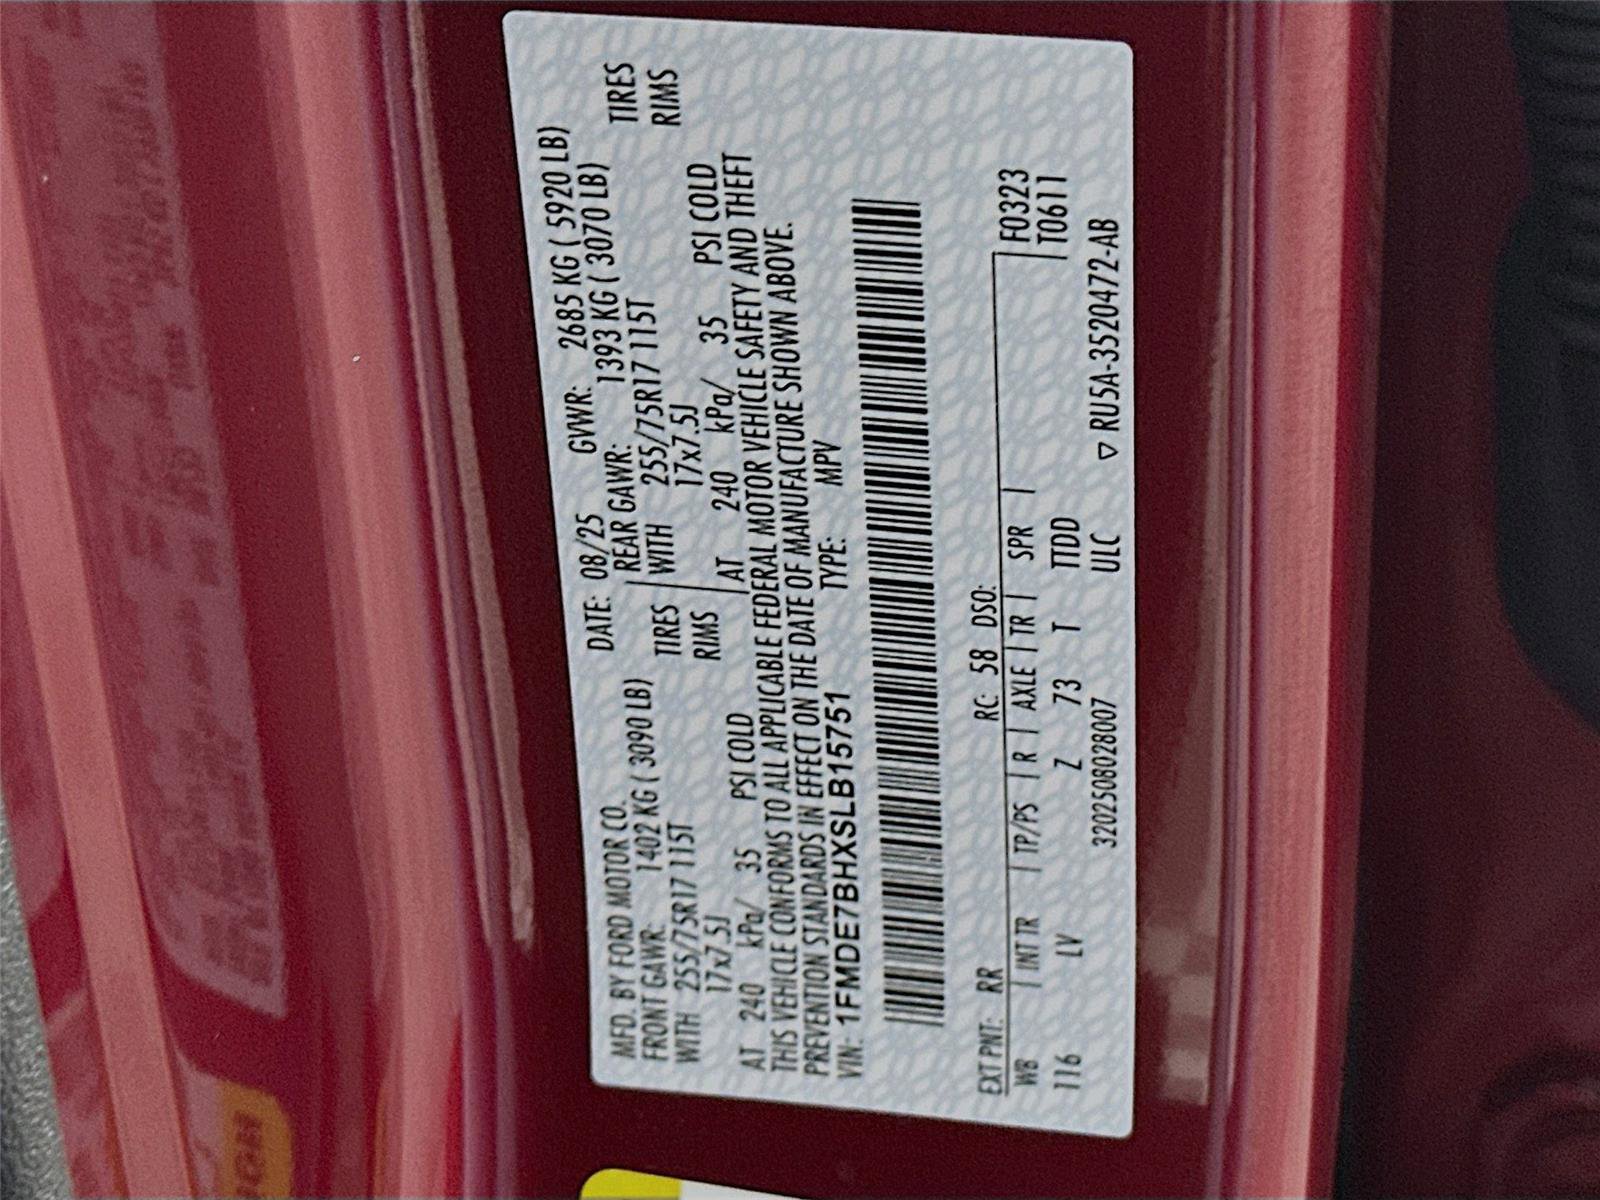 MFD. BY FORD MOTOR CO.
DATE: 08/25 GVWR: 2685 KG ( 5920 LB)
FRONT GAWR: 1402 KG ( 3090 LB)
REAR GAWR: 1393 KG ( 3070 LB)
WITH 255/75R17 115T TIRES
WITH 255/75R17 115T TIRES
17x7.5J RIMS
17x7.5J RIMS
AT 240 kPa/ 35 PSI COLD
AT 240 kPa/ 35 PSI COLD
THIS VEHICLE CONFORMS TO ALL APPLICABLE FEDERAL MOTOR VEHICLE SAFETY AND THEFT
PREVENTION STANDARDS IN EFFECT ON THE DATE OF MANUFACTURE SHOWN ABOVE.
VIN: 1FMDE7BHXSLB15751 TYPE: MPV
EXT PNT: RR RC: 58 DSO: F0323
WB | INT TR | TP/PS | R | AXLE | TR | SPR | T0611
116 LV Z 73 T TTDD
320250802800​7 ULC ▽ RU5A-3520472-AB